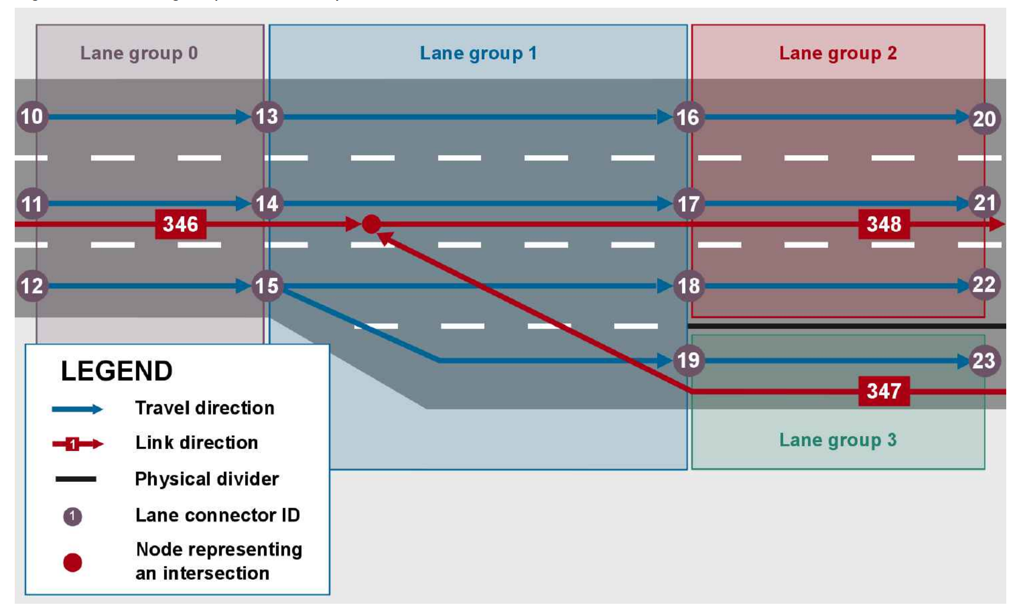 Lane group 0
Lane group 1
Lane group 2
10
13
16
20
11
14
17
21
346
348
12
15
18
22
19
23
347
Lane group 3
LEGEND
Travel direction
1
Link direction
Physical divider
1
Lane connector ID
Node representing
an intersection